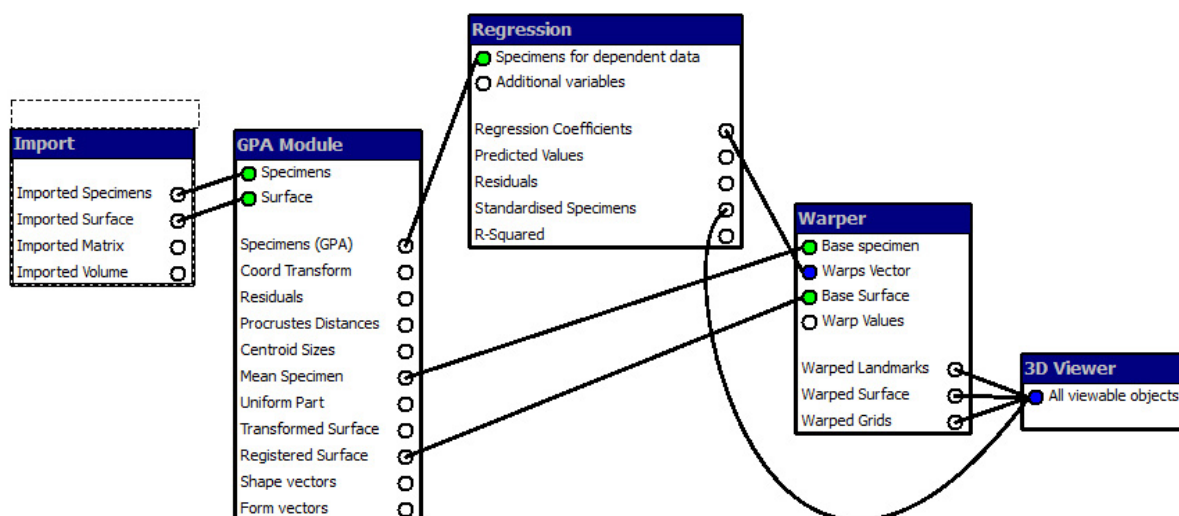 Import
Imported Specimens
Imported Surface
Imported Matrix
Imported Volume
GPA Module
Specimens
Surface
Specimens (GPA)
Coord Transform
Residuals
Procrustes Distances
Centroid Sizes
Mean Specimen
Uniform Part
Transformed Surface
Registered Surface
Shape vectors
Form vectors
Regression
Specimens for dependent data
Additional variables
Regression Coefficients
Predicted Values
Residuals
Standardised Specimens
R-Squared
Warper
Base specimen
Warps Vector
Base Surface
Warp Values
Warped Landmarks
Warped Surface
Warped Grids
3D Viewer
All viewable objects